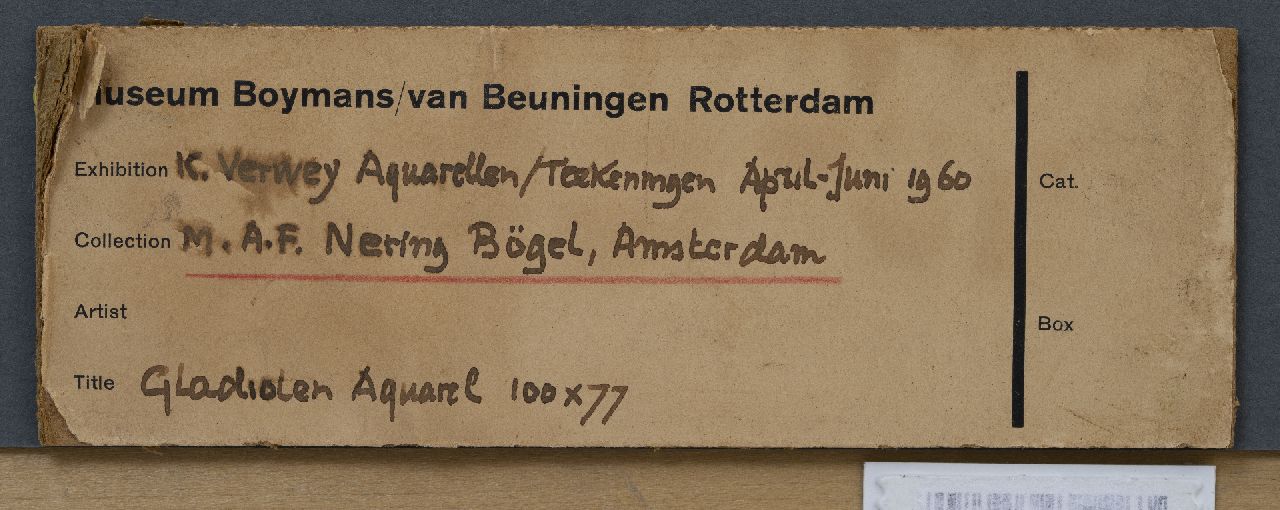 Museum Boymans/van Beuningen Rotterdam
Exhibition K. Verwey Aquarellen/Teekeningen April-Juni 1960
Cat.
Collection M. A. F. Nering Bögel, Amsterdam
Artist
Box
Title Gladiolen Aquarel 100x77